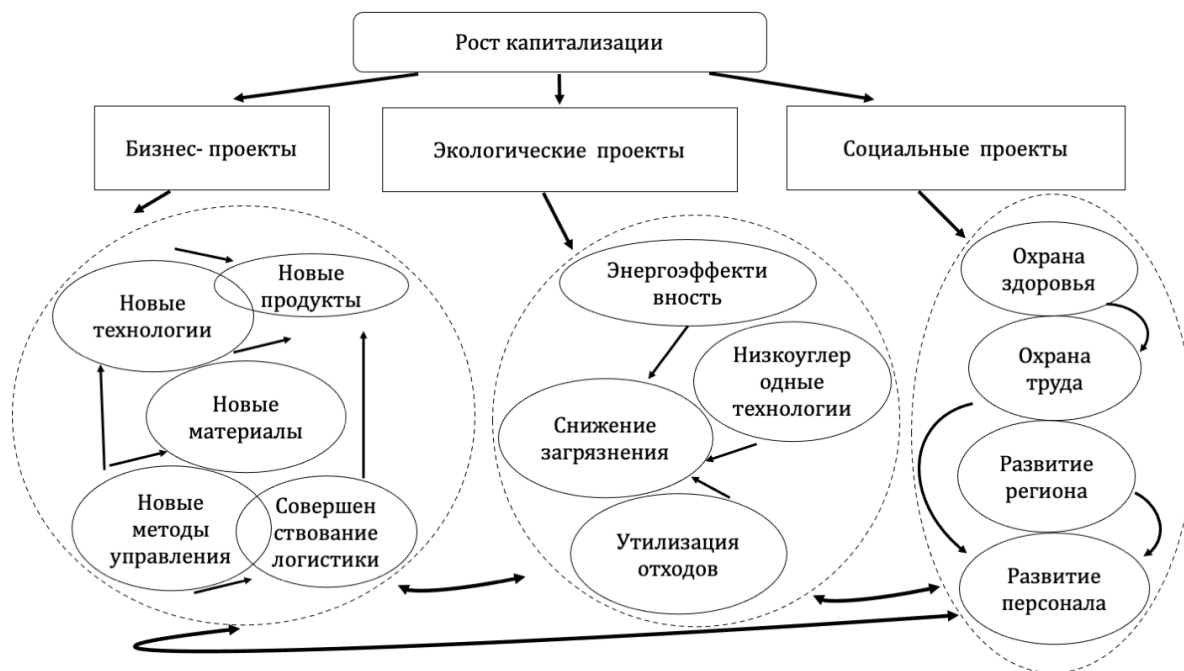 Рост капитализации
Бизнес- проекты
Экологические проекты
Социальные проекты
Новые
технологии
Новые
продукты
Новые
материалы
Новые
методы
управления
Совершен
ствование
логистики
Энергоэффекти
вность
Низкоуглер
одные
технологии
Снижение
загрязнения
Утилизация
отходов
Охрана
здоровья
Охрана
труда
Развитие
региона
Развитие
персонала